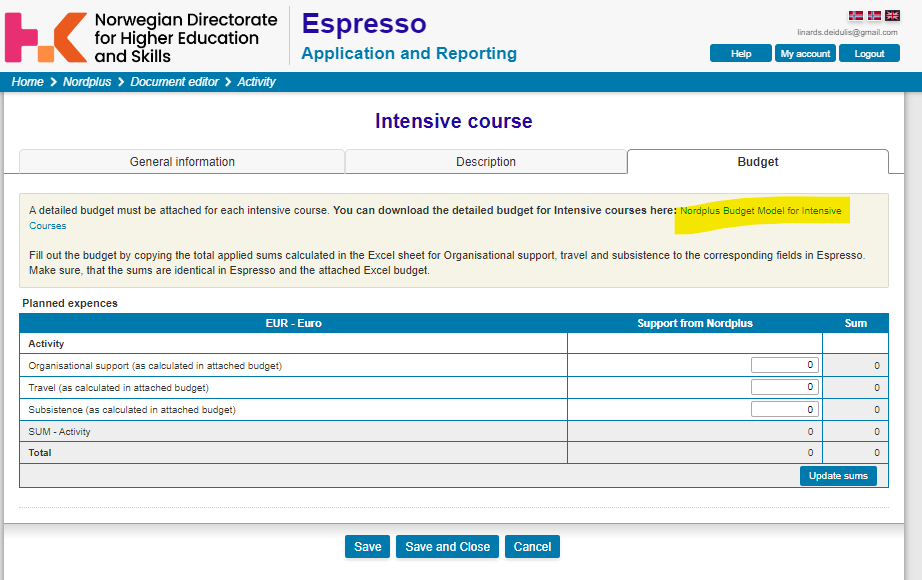 Norwegian Directorate
for Higher Education
and Skills
Espresso
Application and Reporting
linards.deidulis@gmail.com
Help My account Logout
Home > Nordplus > Document editor > Activity
Intensive course
General information Description Budget
A detailed budget must be attached for each intensive course. You can download the detailed budget for Intensive courses here: Nordplus Budget Model for Intensive
Courses
Fill out the budget by copying the total applied sums calculated in the Excel sheet for Organisational support, travel and subsistence to the corresponding fields in Espresso.
Make sure, that the sums are identical in Espresso and the attached Excel budget.
Planned expences
EUR - Euro Support from Nordplus Sum
Activity
Organisational support (as calculated in attached budget) 0 0
Travel (as calculated in attached budget) 0 0
Subsistence (as calculated in attached budget) 0 0
SUM - Activity 0 0
Total 0 0
Update sums
Save Save and Close Cancel